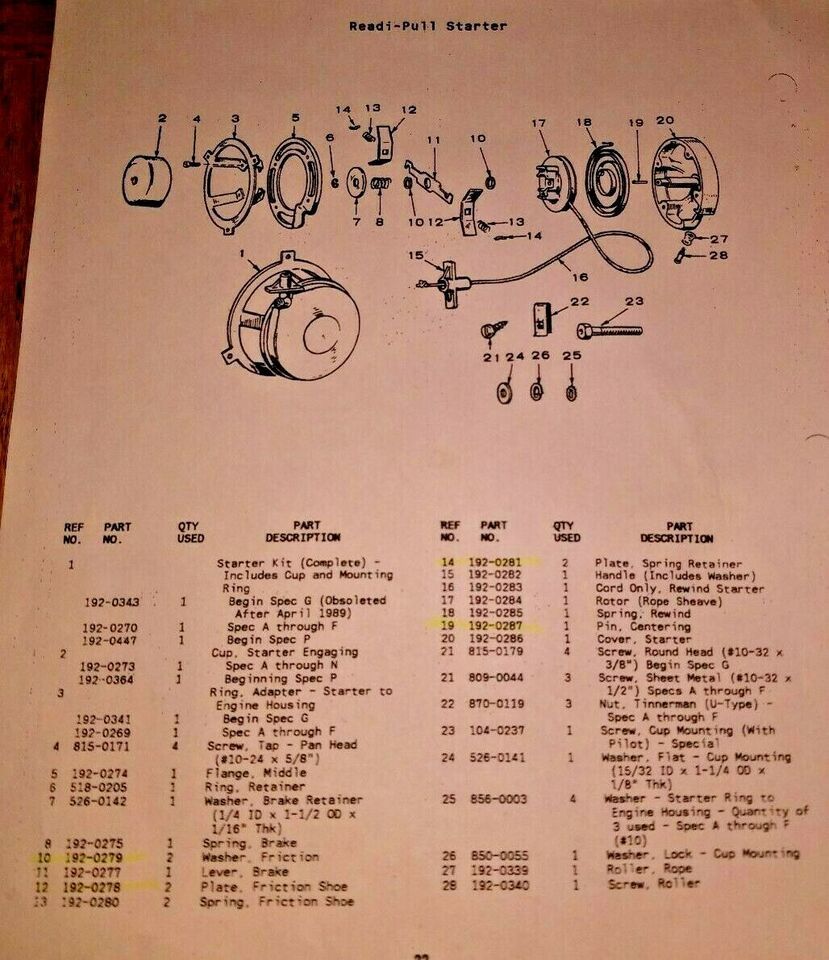 Readi-Pull Starter
2 4 3 5 6 14 13 12 11 10 17 18 19 20
7 8 10 12 13
14
27
28
1
15 16
22 23
21 24 26 25
REF NO. PART NO. QTY USED PART DESCRIPTION
1 Starter Kit (Complete) -
Includes Cup and Mounting
Ring
192-0343 1 Begin Spec G (Obsoleted
After April 1989)
192-0270 1 Spec A through F
192-0447 1 Begin Spec P
2 Cup, Starter Engaging
192-0273 1 Spec A through N
192-0364 1 Beginning Spec P
3 Ring, Adapter - Starter to
Engine Housing
192-0341 1 Begin Spec G
192-0269 1 Spec A through F
4 815-0171 4 Screw, Tap - Pan Head
(#10-24 x 5/8")
5 192-0274 1 Flange, Middle
6 518-0205 1 Ring, Retainer
7 526-0142 1 Washer, Brake Retainer
(1/4 ID x 1-1/2 OD x
1/16" Thk)
8 192-0275 1 Spring, Brake
10 192-0279 2 Washer, Friction
11 192-0277 1 Lever, Brake
12 192-0278 2 Plate, Friction Shoe
13 192-0280 2 Spring, Friction Shoe
REF NO. PART NO. QTY USED PART DESCRIPTION
14 192-0281 2 Plate, Spring Retainer
15 192-0282 1 Handle (Includes Washer)
16 192-0283 1 Cord Only, Rewind Starter
17 192-0284 1 Rotor (Rope Sheave)
18 192-0285 1 Spring, Rewind
19 192-0287 1 Pin, Centering
20 192-0286 1 Cover, Starter
21 815-0179 4 Screw, Round Head (#10-32 x
3/8") Begin Spec G
21 809-0044 3 Screw, Sheet Metal (#10-32 x
1/2") Specs A through F
22 870-0119 3 Nut, Tinnerman (U-Type) -
Spec A through F
23 104-0237 1 Screw, Cup Mounting (With
Pilot) - Special
24 526-0141 1 Washer, Flat - Cup Mounting
(15/32 ID x 1-1/4 OD x
1/8" Thk)
25 856-0003 4 Washer - Starter Ring to
Engine Housing - Quantity of
3 used - Spec A through F
(#10)
26 850-0055 1 Washer, Lock - Cup Mounting
27 192-0339 1 Roller, Rope
28 192-0340 1 Screw, Roller